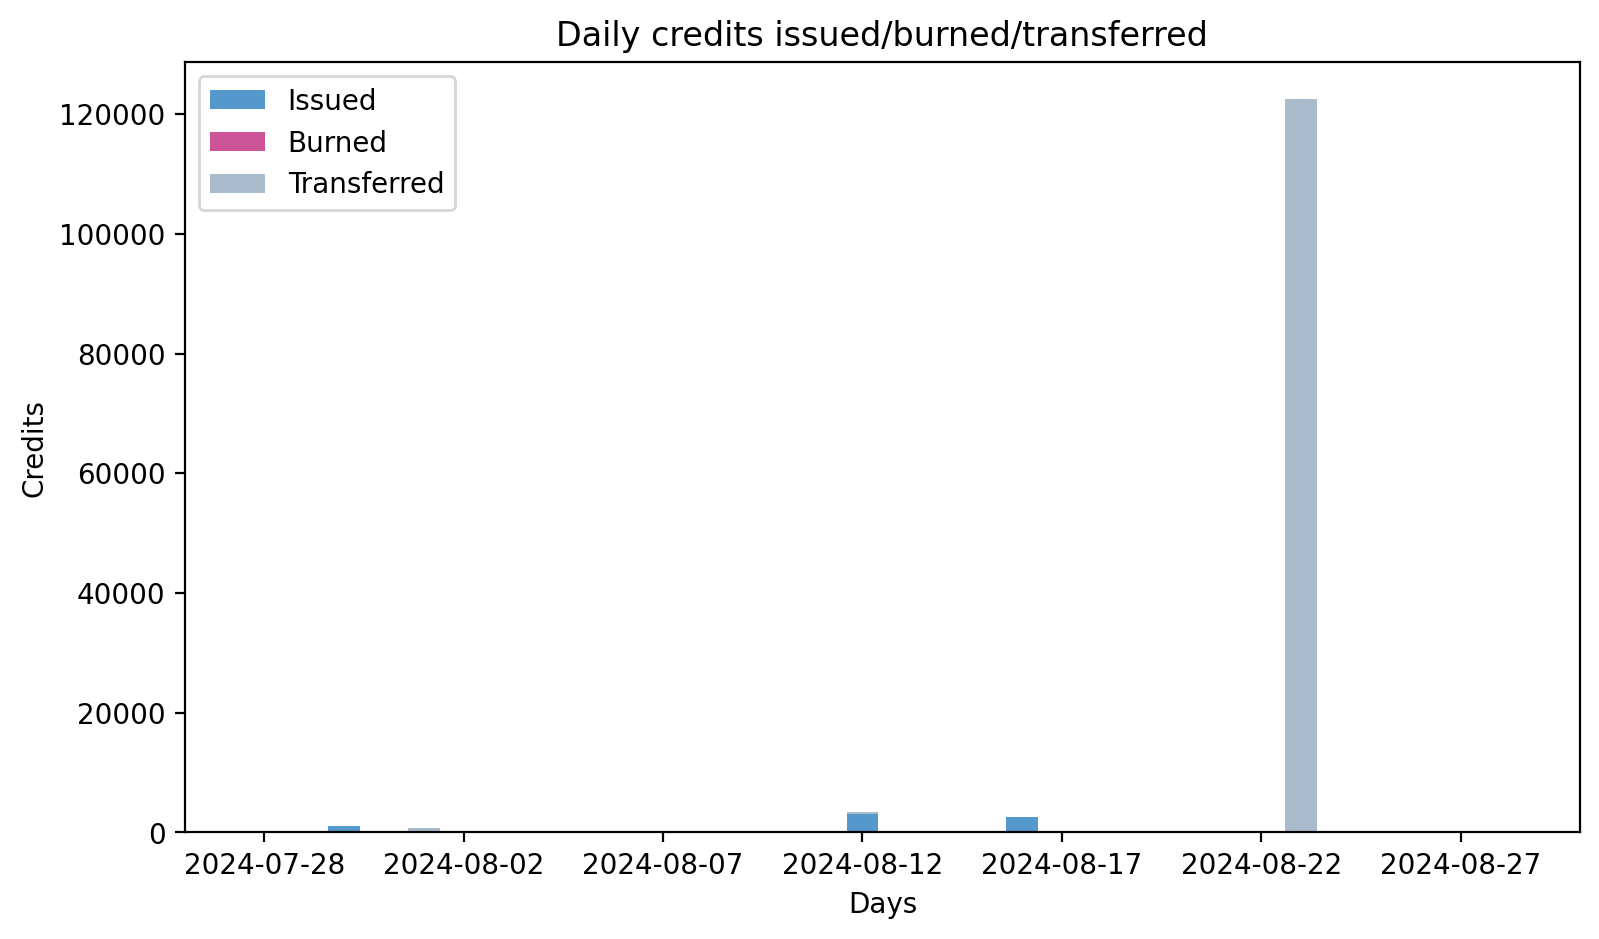 Daily credits issued/burned/transferred
Issued
Burned
Transferred
120000
100000
80000
60000
40000
20000
0
Credits
2024-07-28 2024-08-02 2024-08-07 2024-08-12 2024-08-17 2024-08-22 2024-08-27
Days